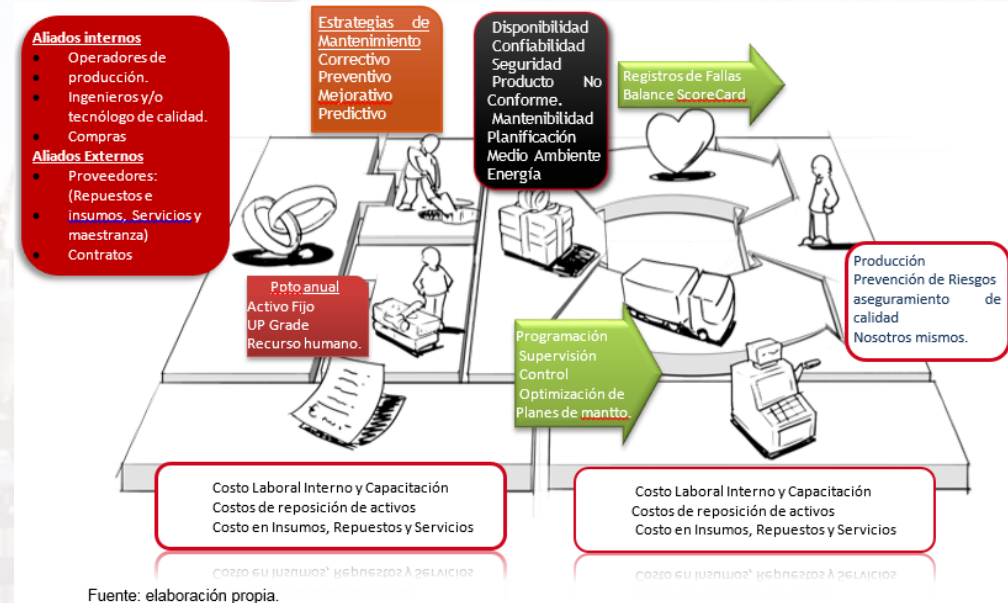 Aliados internos
Operadores de
producción.
Ingenieros y/o
tecnólogo de calidad.
Compras
Aliados Externos
Proveedores:
(Repuestos e
insumos, Servicios y
maestranza)
Contratos
Estrategias de
Mantenimiento
Correctivo
Preventivo
Mejorativo
Predictivo
Disponibilidad
Confiabilidad
Seguridad
Producto No
Conforme.
Mantenibilidad
Planificación
Medio Ambiente
Energía
Registros de Fallas
Balance ScoreCard
Producción
Prevención de Riesgos
aseguramiento de
calidad
Nosotros mismos.
Ppto anual
Activo Fijo
UP Grade
Recurso humano.
Programación
Supervisión
Control
Optimización de
Planes de mantto.
Costo Laboral Interno y Capacitación
Costos de reposición de activos
Costo en Insumos, Repuestos y Servicios
Costo Laboral Interno y Capacitación
Costos de reposición de activos
Costo en Insumos, Repuestos y Servicios
Fuente: elaboración propia.